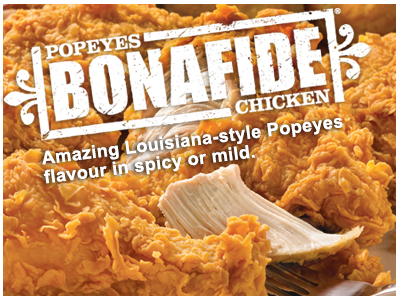 POPEYES
BONAFIDE®
CHICKEN
Amazing Louisiana-style Popeyes
flavour in spicy or mild.